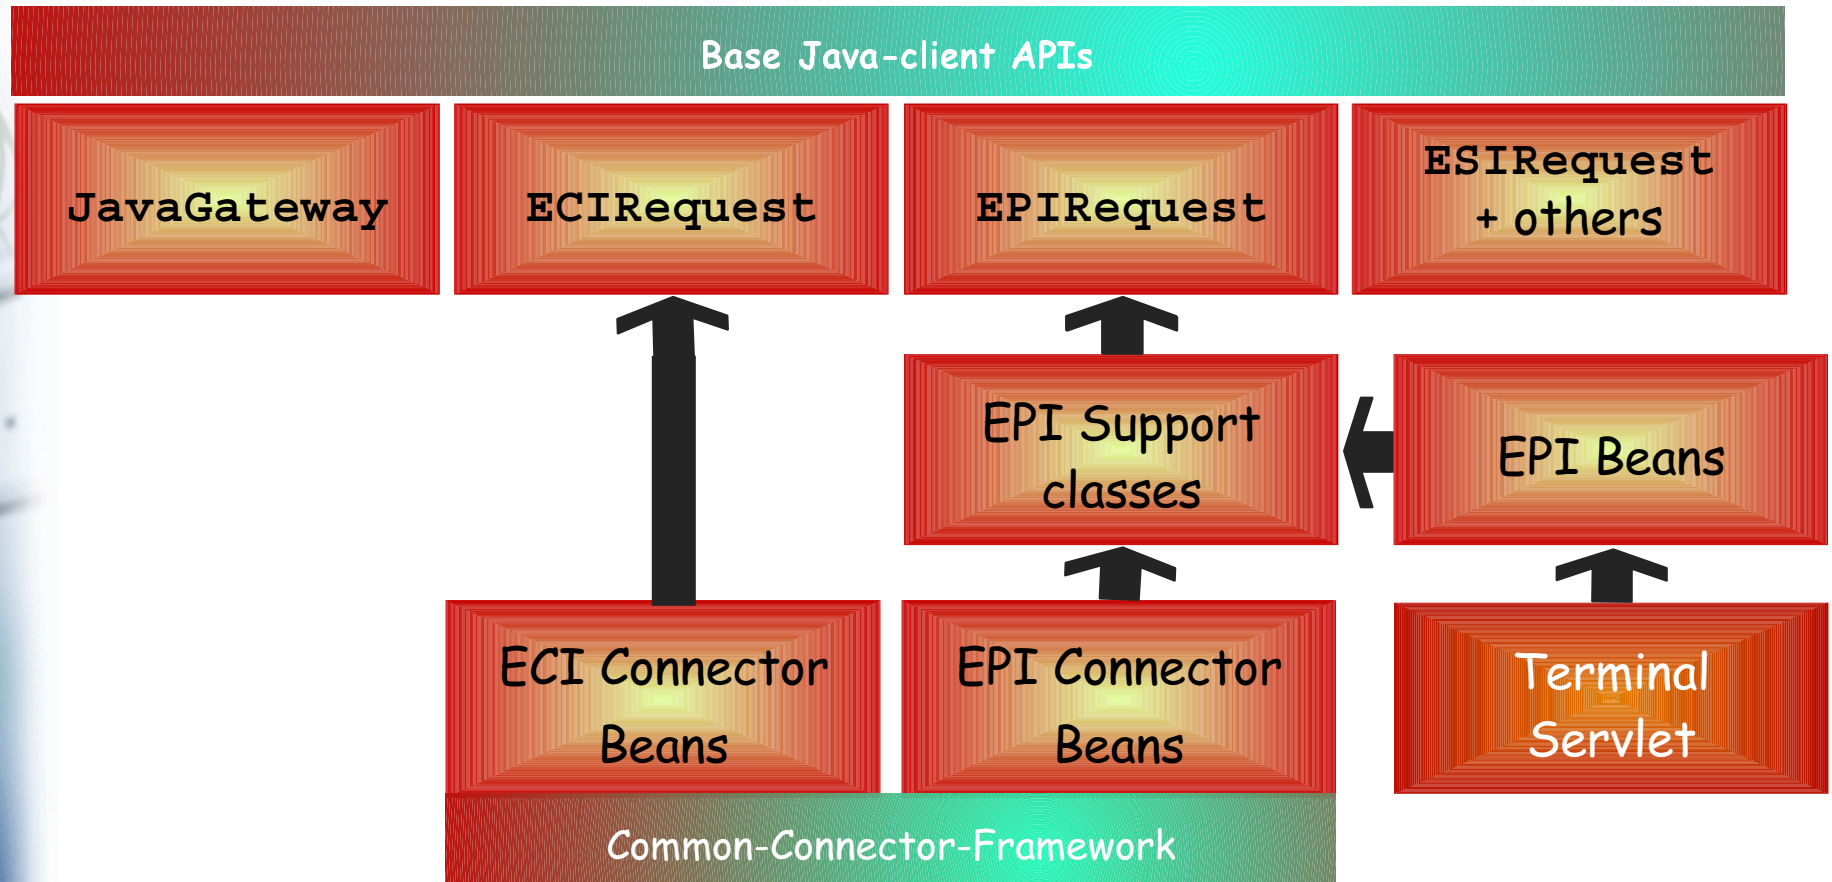 Base Java-client APIs
JavaGateway
ECIRequest
EPIRequest
ESIRequest
+ others
EPI Support
classes
EPI Beans
ECI Connector
Beans
EPI Connector
Beans
Terminal
Servlet
Common-Connector-Framework